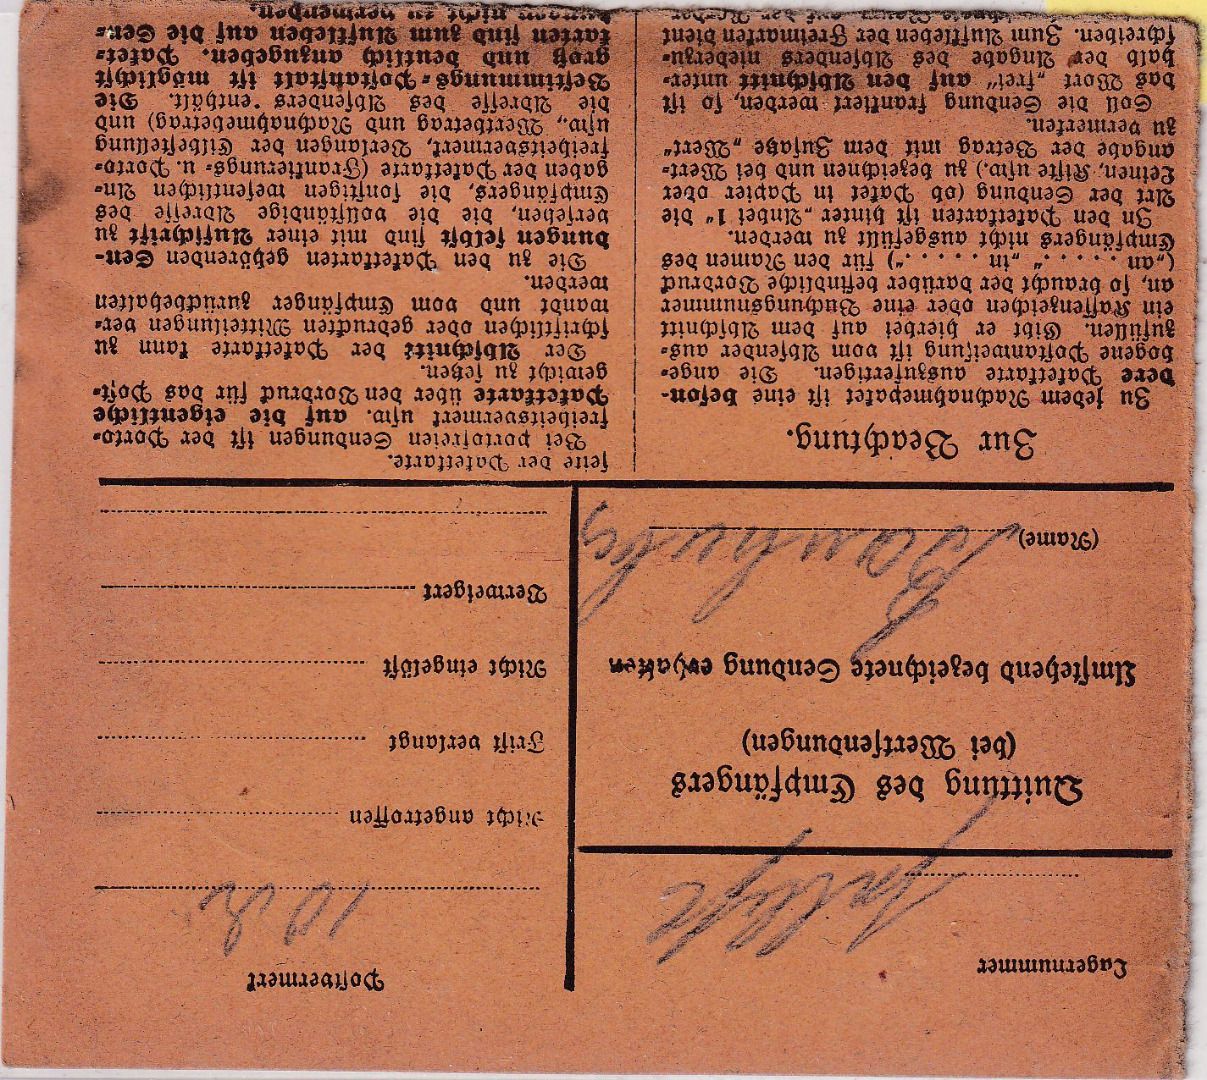 Lagernummer
Quittung des Empfängers
(bei Wertsendungen)
Umstehend bezeichnete Sendung erhalten
(Name)
Postvermerk
10
Nicht angetroffen
Frist verlangt
Nicht eingelöst
Verweigert
Zur Beachtung.
Zu jedem Nachnahmepaket ist eine beson-
dere Paketkarte auszufertigen. Die ange-
bogene Postanweisung ist vom Absender aus-
zufüllen. Gibt er hierbei auf dem Abschnitt
ein Kassenzeichen oder eine Buchungsnummer
an, so braucht der darüber befindliche Vordruck
(„an . . . . . .“ „in . . . . . .“) für den Namen des
Empfängers nicht ausgefüllt zu werden.
In den Paketkarten ist hinter „Anbei 1“ die
Art der Sendung (ob Paket in Papier oder
Leinen, Kiste usw.) zu bezeichnen und bei Wert-
angabe der Betrag mit dem Zusatze „Wert“
zu vermerken.
Soll die Sendung frankiert werden, so ist
das Wort „frei“ auf den Abschnitt unter-
halb der Angabe des Absenders niederzu-
schreiben. Zum Aufkleben der Freimarken dient
Raum auf der Vorder-
seite der Paketkarte.
Bei portofreien Sendungen ist der Porto-
freiheitsvermerk usw. auf die eigentliche
Paketkarte über den Vordruck für das Post-
gewicht zu setzen.
Der Abschnitt der Paketkarte kann zu
schriftlichen oder gedruckten Mitteilungen ver-
wandt und vom Empfänger zurückbehalten
werden.
Die zu den Paketkarten gehörenden Sen-
dungen selbst sind mit einer Aufschrift zu
versehen, die die vollständige Adresse des
Empfängers, die sonstigen wesentlichen An-
gaben der Paketkarte (Frankierungs- u. Porto-
freiheitsvermerk, Verlangen der Eilbestellung
usw., Wertbetrag und Nachnahmebetrag) und
die Adresse des Absenders enthält. Die
Bestimmungs-Postanstalt ist möglichst
groß und deutlich anzugeben. Paket-
karten sind zum Aufkleben auf die Sen-
dungen nicht zu verwenden.